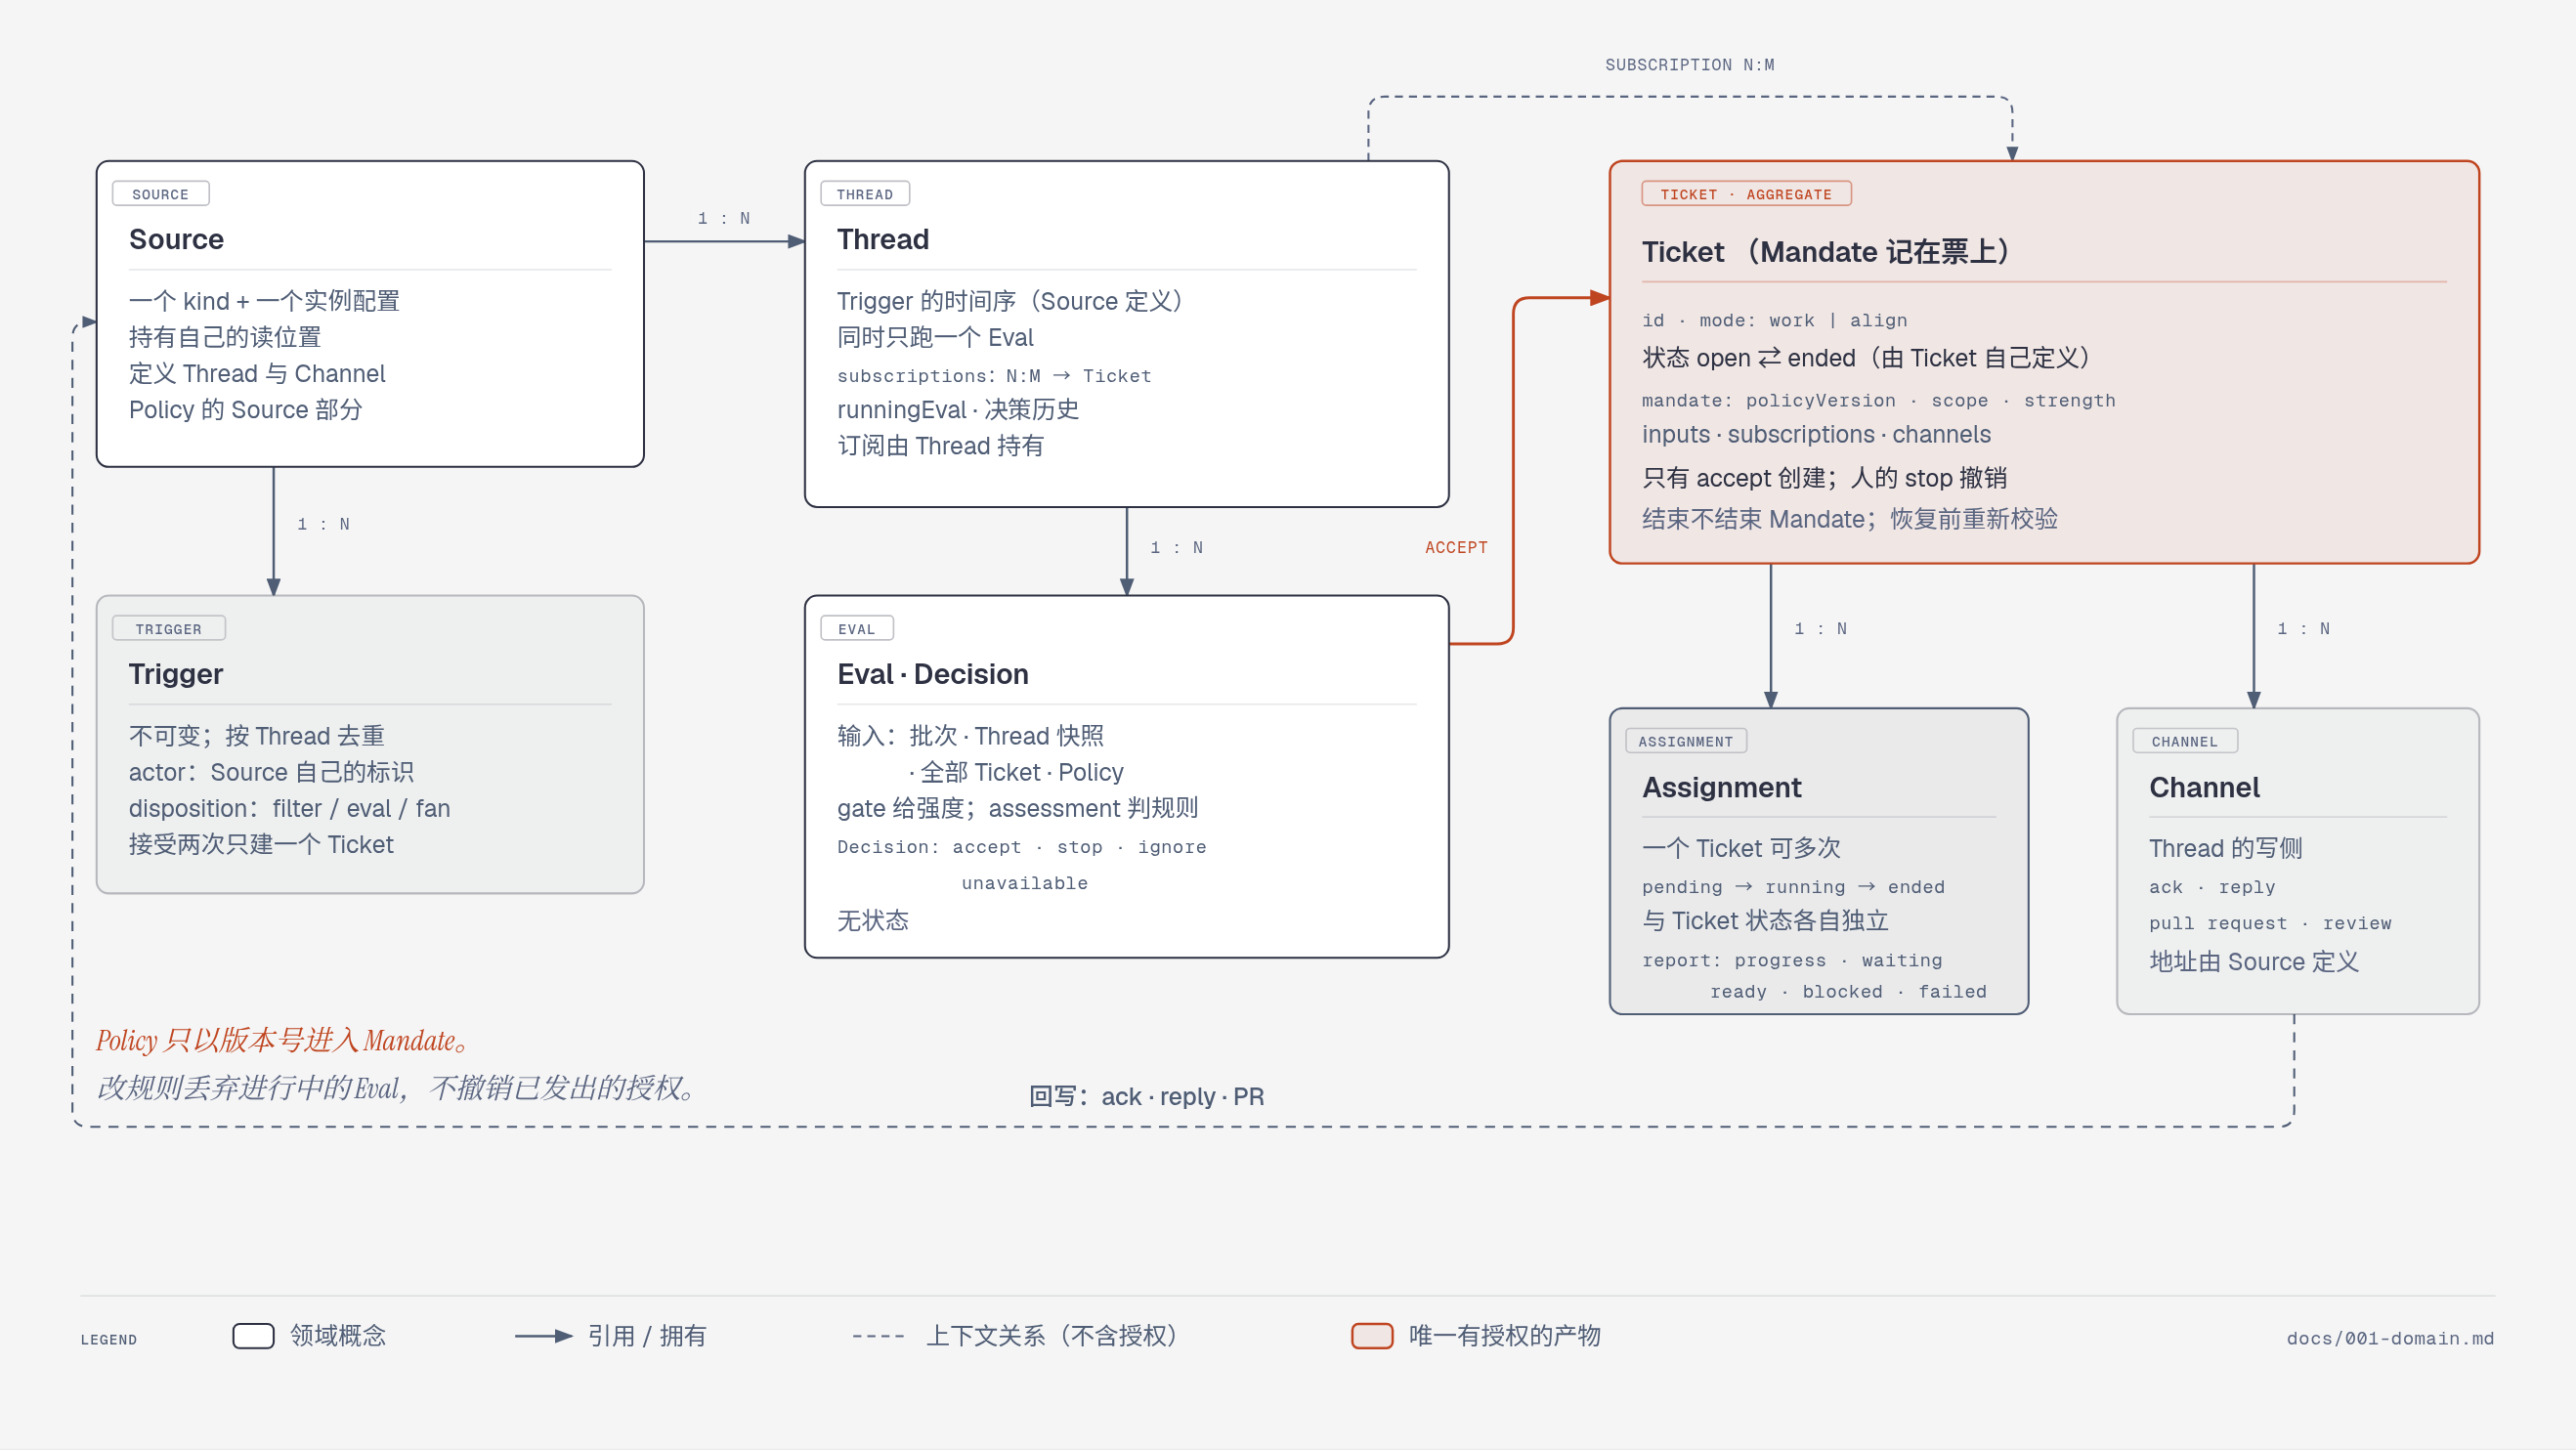 SUBSCRIPTION N:M
SOURCE
Source
一个 kind + 一个实例配置
持有自己的读位置
定义 Thread 与 Channel
Policy 的 Source 部分
1 : N
THREAD
Thread
Trigger 的时间序（Source 定义）
同时只跑一个 Eval
subscriptions: N:M → Ticket
runningEval · 决策历史
订阅由 Thread 持有
TICKET · AGGREGATE
Ticket （Mandate 记在票上）
id · mode: work | align
状态 open ⇄ ended（由 Ticket 自己定义）
mandate: policyVersion · scope · strength
inputs · subscriptions · channels
只有 accept 创建；人的 stop 撤销
结束不结束 Mandate；恢复前重新校验
1 : N
1 : N
ACCEPT
1 : N
1 : N
TRIGGER
Trigger
不可变；按 Thread 去重
actor：Source 自己的标识
disposition：filter / eval / fan
接受两次只建一个 Ticket
EVAL
Eval · Decision
输入：批次 · Thread 快照
· 全部 Ticket · Policy
gate 给强度；assessment 判规则
Decision: accept · stop · ignore
unavailable
无状态
ASSIGNMENT
Assignment
一个 Ticket 可多次
pending → running → ended
与 Ticket 状态各自独立
report: progress · waiting
ready · blocked · failed
CHANNEL
Channel
Thread 的写侧
ack · reply
pull request · review
地址由 Source 定义
Policy 只以版本号进入 Mandate。
改规则丢弃进行中的 Eval，不撤销已发出的授权。
回写：ack · reply · PR
LEGEND
领域概念
引用 / 拥有
上下文关系（不含授权）
唯一有授权的产物
docs/001-domain.md